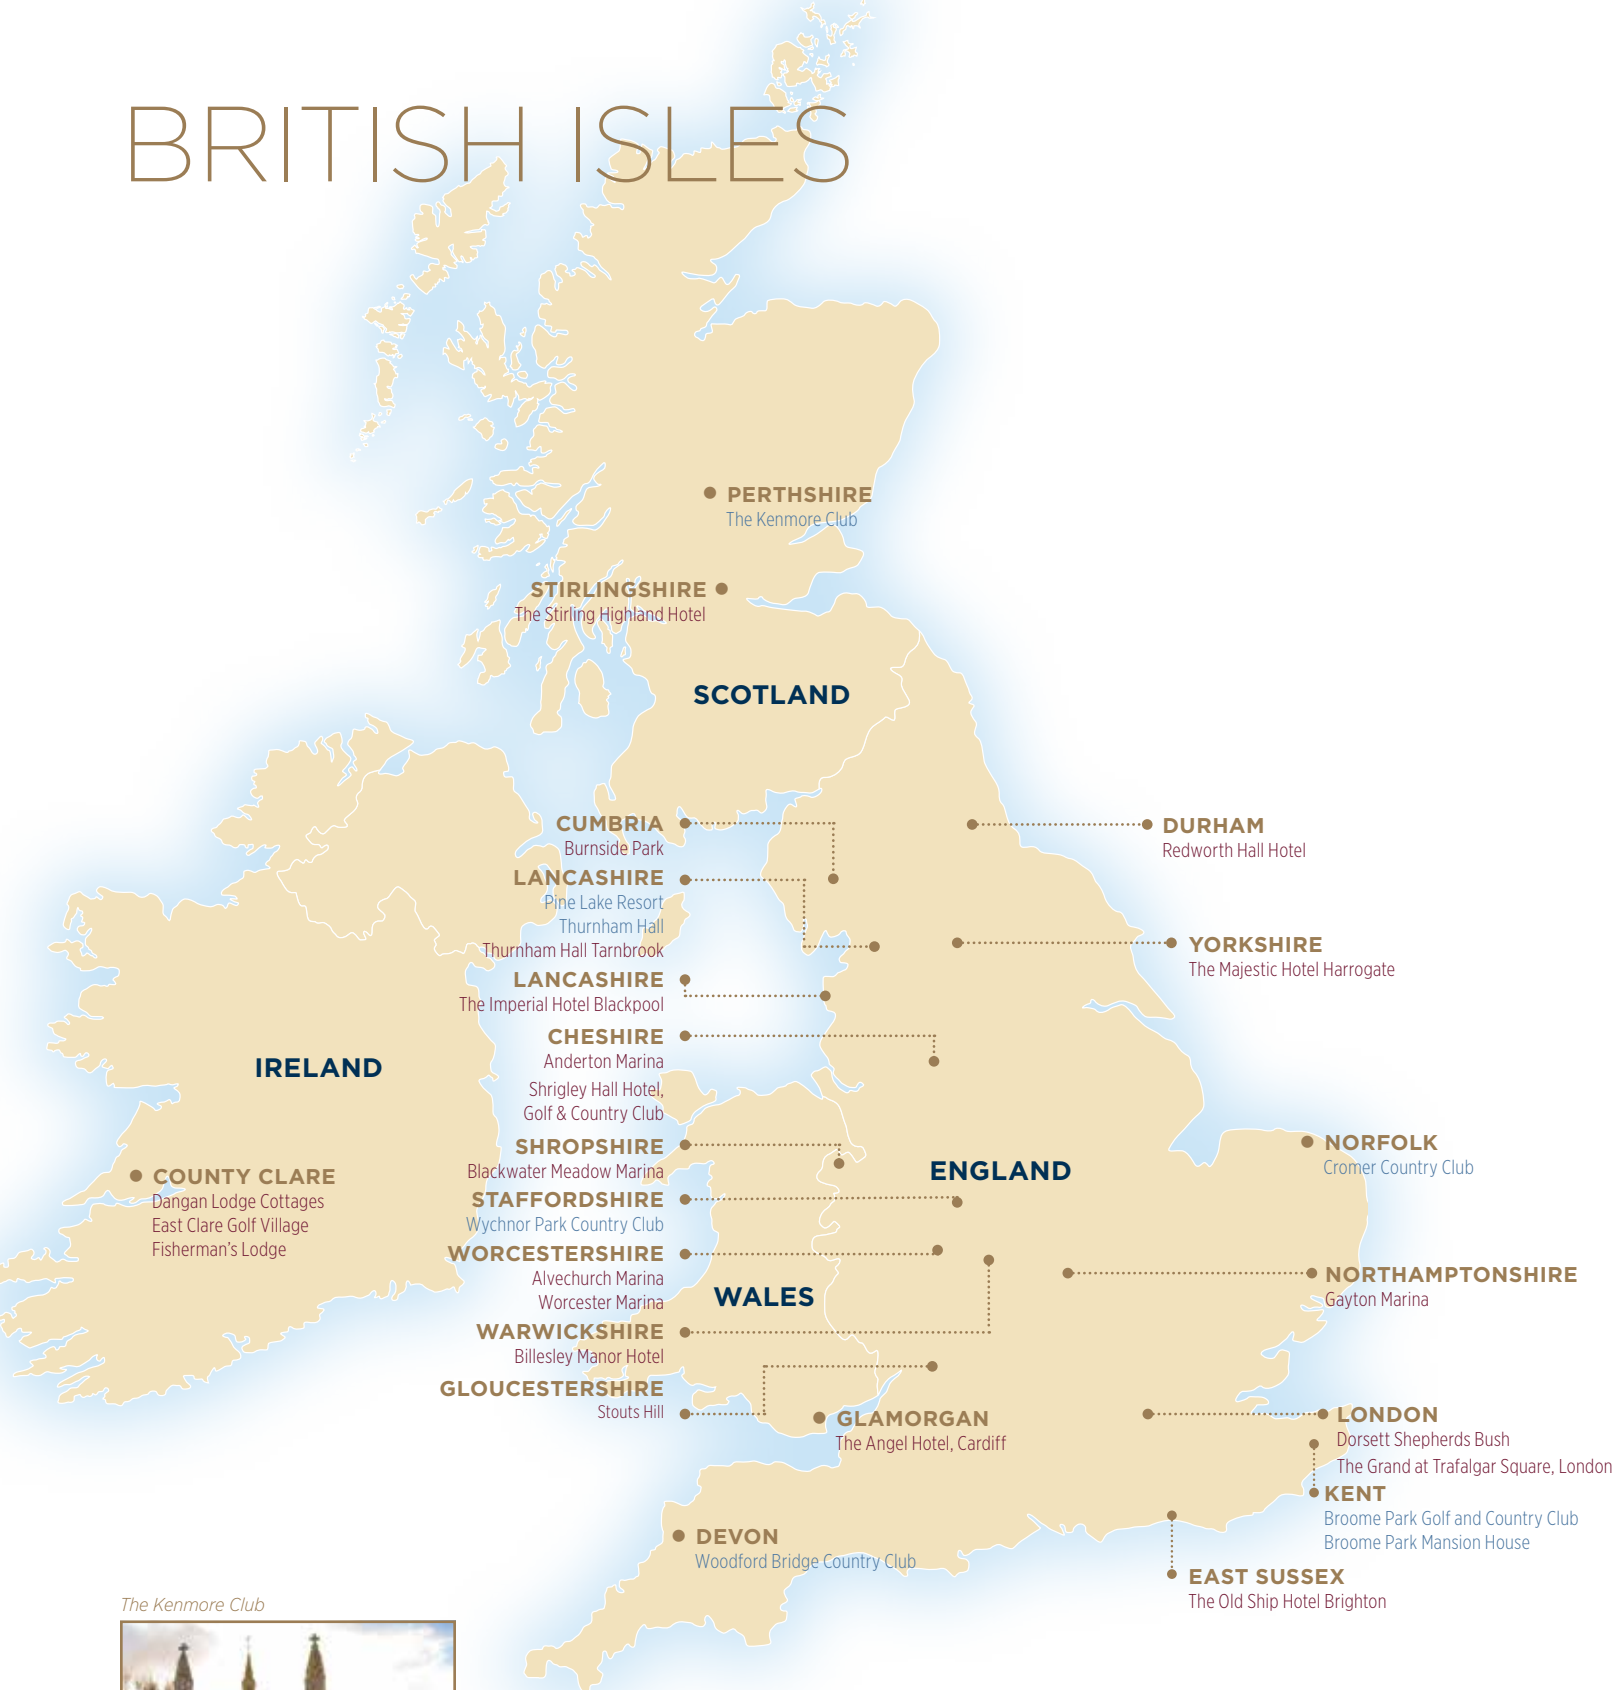 BRITISH ISLES
PERTHSHIRE
The Kenmore Club
STIRLINGSHIRE
The Stirling Highland Hotel
SCOTLAND
CUMBRIA
Burnside Park
LANCASHIRE
Pine Lake Resort
Thurnham Hall
Thurnham Hall Tarnbrook
LANCASHIRE
The Imperial Hotel Blackpool
CHESHIRE
Anderton Marina
Shrigley Hall Hotel,
Golf & Country Club
SHROPSHIRE
Blackwater Meadow Marina
STAFFORDSHIRE
Wychnor Park Country Club
WORCESTERSHIRE
Alvechurch Marina
Worcester Marina
WARWICKSHIRE
Billesley Manor Hotel
GLOUCESTERSHIRE
Stouts Hill
DURHAM
Redworth Hall Hotel
YORKSHIRE
The Majestic Hotel Harrogate
IRELAND
COUNTY CLARE
Dangan Lodge Cottages
East Clare Golf Village
Fisherman's Lodge
ENGLAND
WALES
NORFOLK
Cromer Country Club
NORTHAMPTONSHIRE
Gayton Marina
GLAMORGAN
The Angel Hotel, Cardiff
LONDON
Dorsett Shepherds Bush
The Grand at Trafalgar Square, London
KENT
Broome Park Golf and Country Club
Broome Park Mansion House
DEVON
Woodford Bridge Country Club
EAST SUSSEX
The Old Ship Hotel Brighton
The Kenmore Club